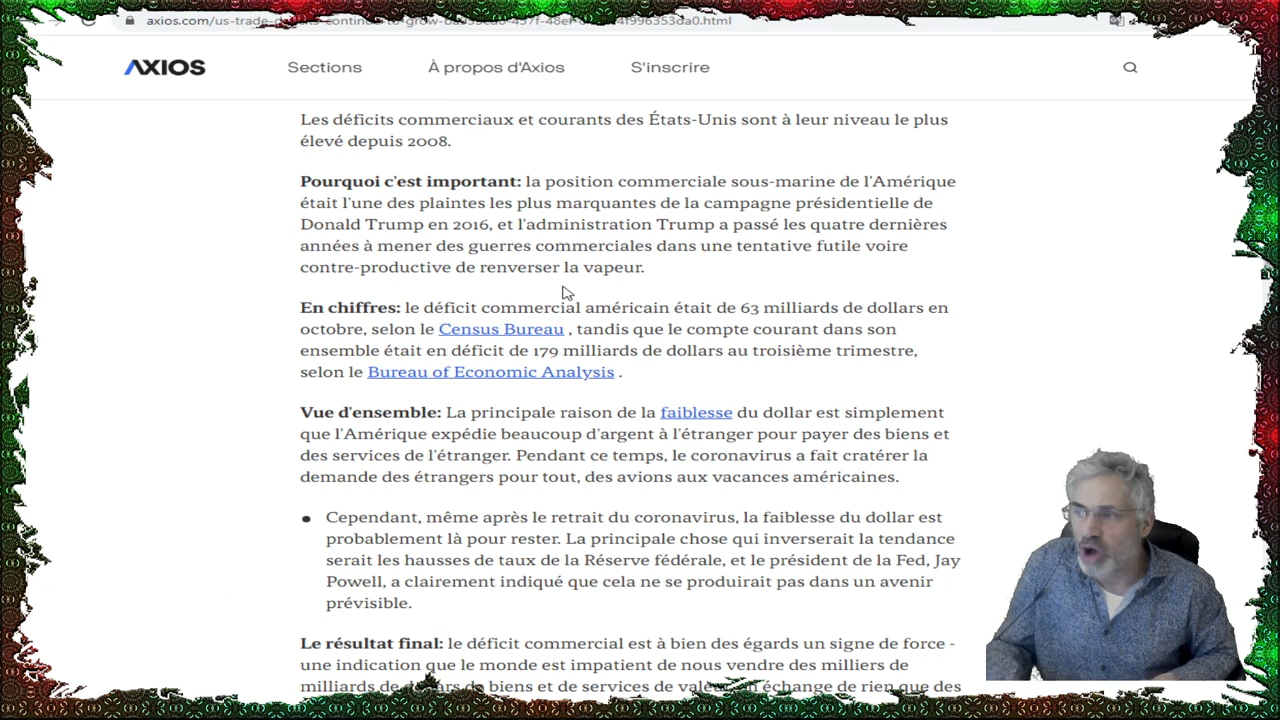 AXIOS
Sections
À propos d'Axios
S'inscrire
Les déficits commerciaux et courants des États-Unis sont à leur niveau le plus
élevé depuis 2008.
Pourquoi c'est important: la position commerciale sous-marine de l'Amérique
était l'une des plaintes les plus marquantes de la campagne présidentielle de
Donald Trump en 2016, et l'administration Trump a passé les quatre dernières
années à mener des guerres commerciales dans une tentative futile voire
contre-productive de renverser la vapeur.
En chiffres: le déficit commercial américain était de 63 milliards de dollars en
octobre, selon le Census Bureau , tandis que le compte courant dans son
ensemble était en déficit de 179 milliards de dollars au troisième trimestre,
selon le Bureau of Economic Analysis .
Vue d'ensemble: La principale raison de la faiblesse du dollar est simplement
que l'Amérique expédie beaucoup d'argent à l'étranger pour payer des biens et
des services de l'étranger. Pendant ce temps, le coronavirus a fait cratérer la
demande des étrangers pour tout, des avions aux vacances américaines.
Cependant, même après le retrait du coronavirus, la faiblesse du dollar est
probablement là pour rester. La principale chose qui inverserait la tendance
serait les hausses de taux de la Réserve fédérale, et le président de la Fed, Jay
Powell, a clairement indiqué que cela ne se produirait pas dans un avenir
prévisible.
Le résultat final: le déficit commercial est à bien des égards un signe de force -
une indication que le monde est impatient de nous vendre des milliers de
milliards de dollars de biens et de services de valeur, en échange de rien que des